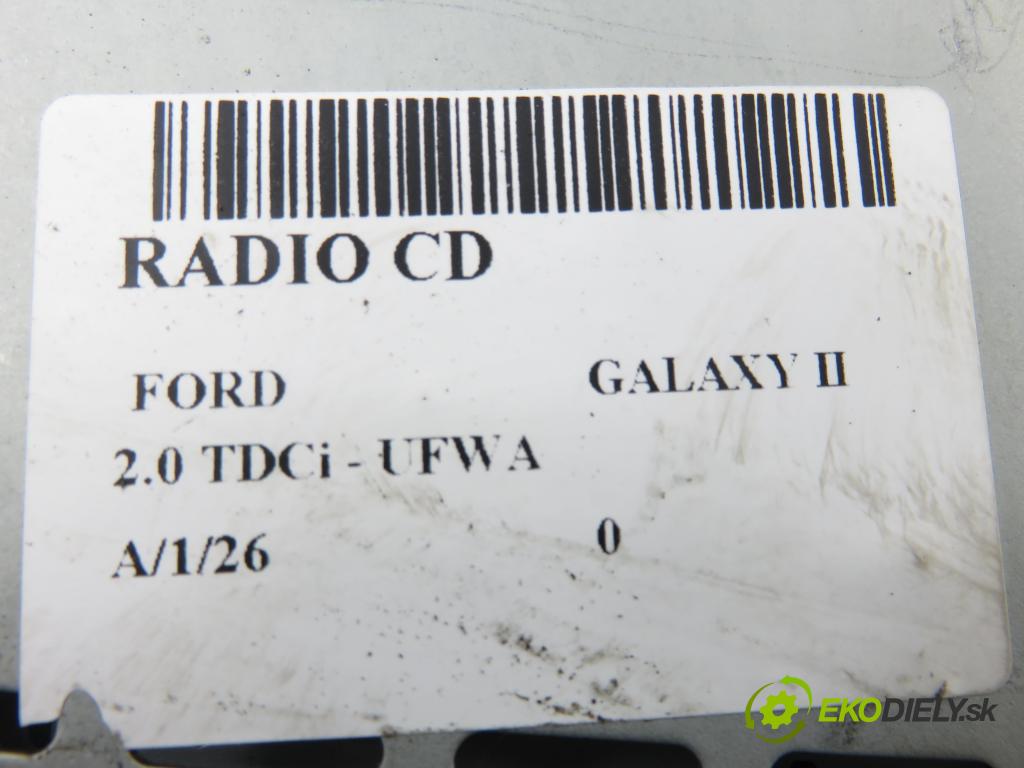 RADIO CD
FORD GALAXY II
2.0 TDCi - UFWA
A/1/26 0
EKODIELY.sk